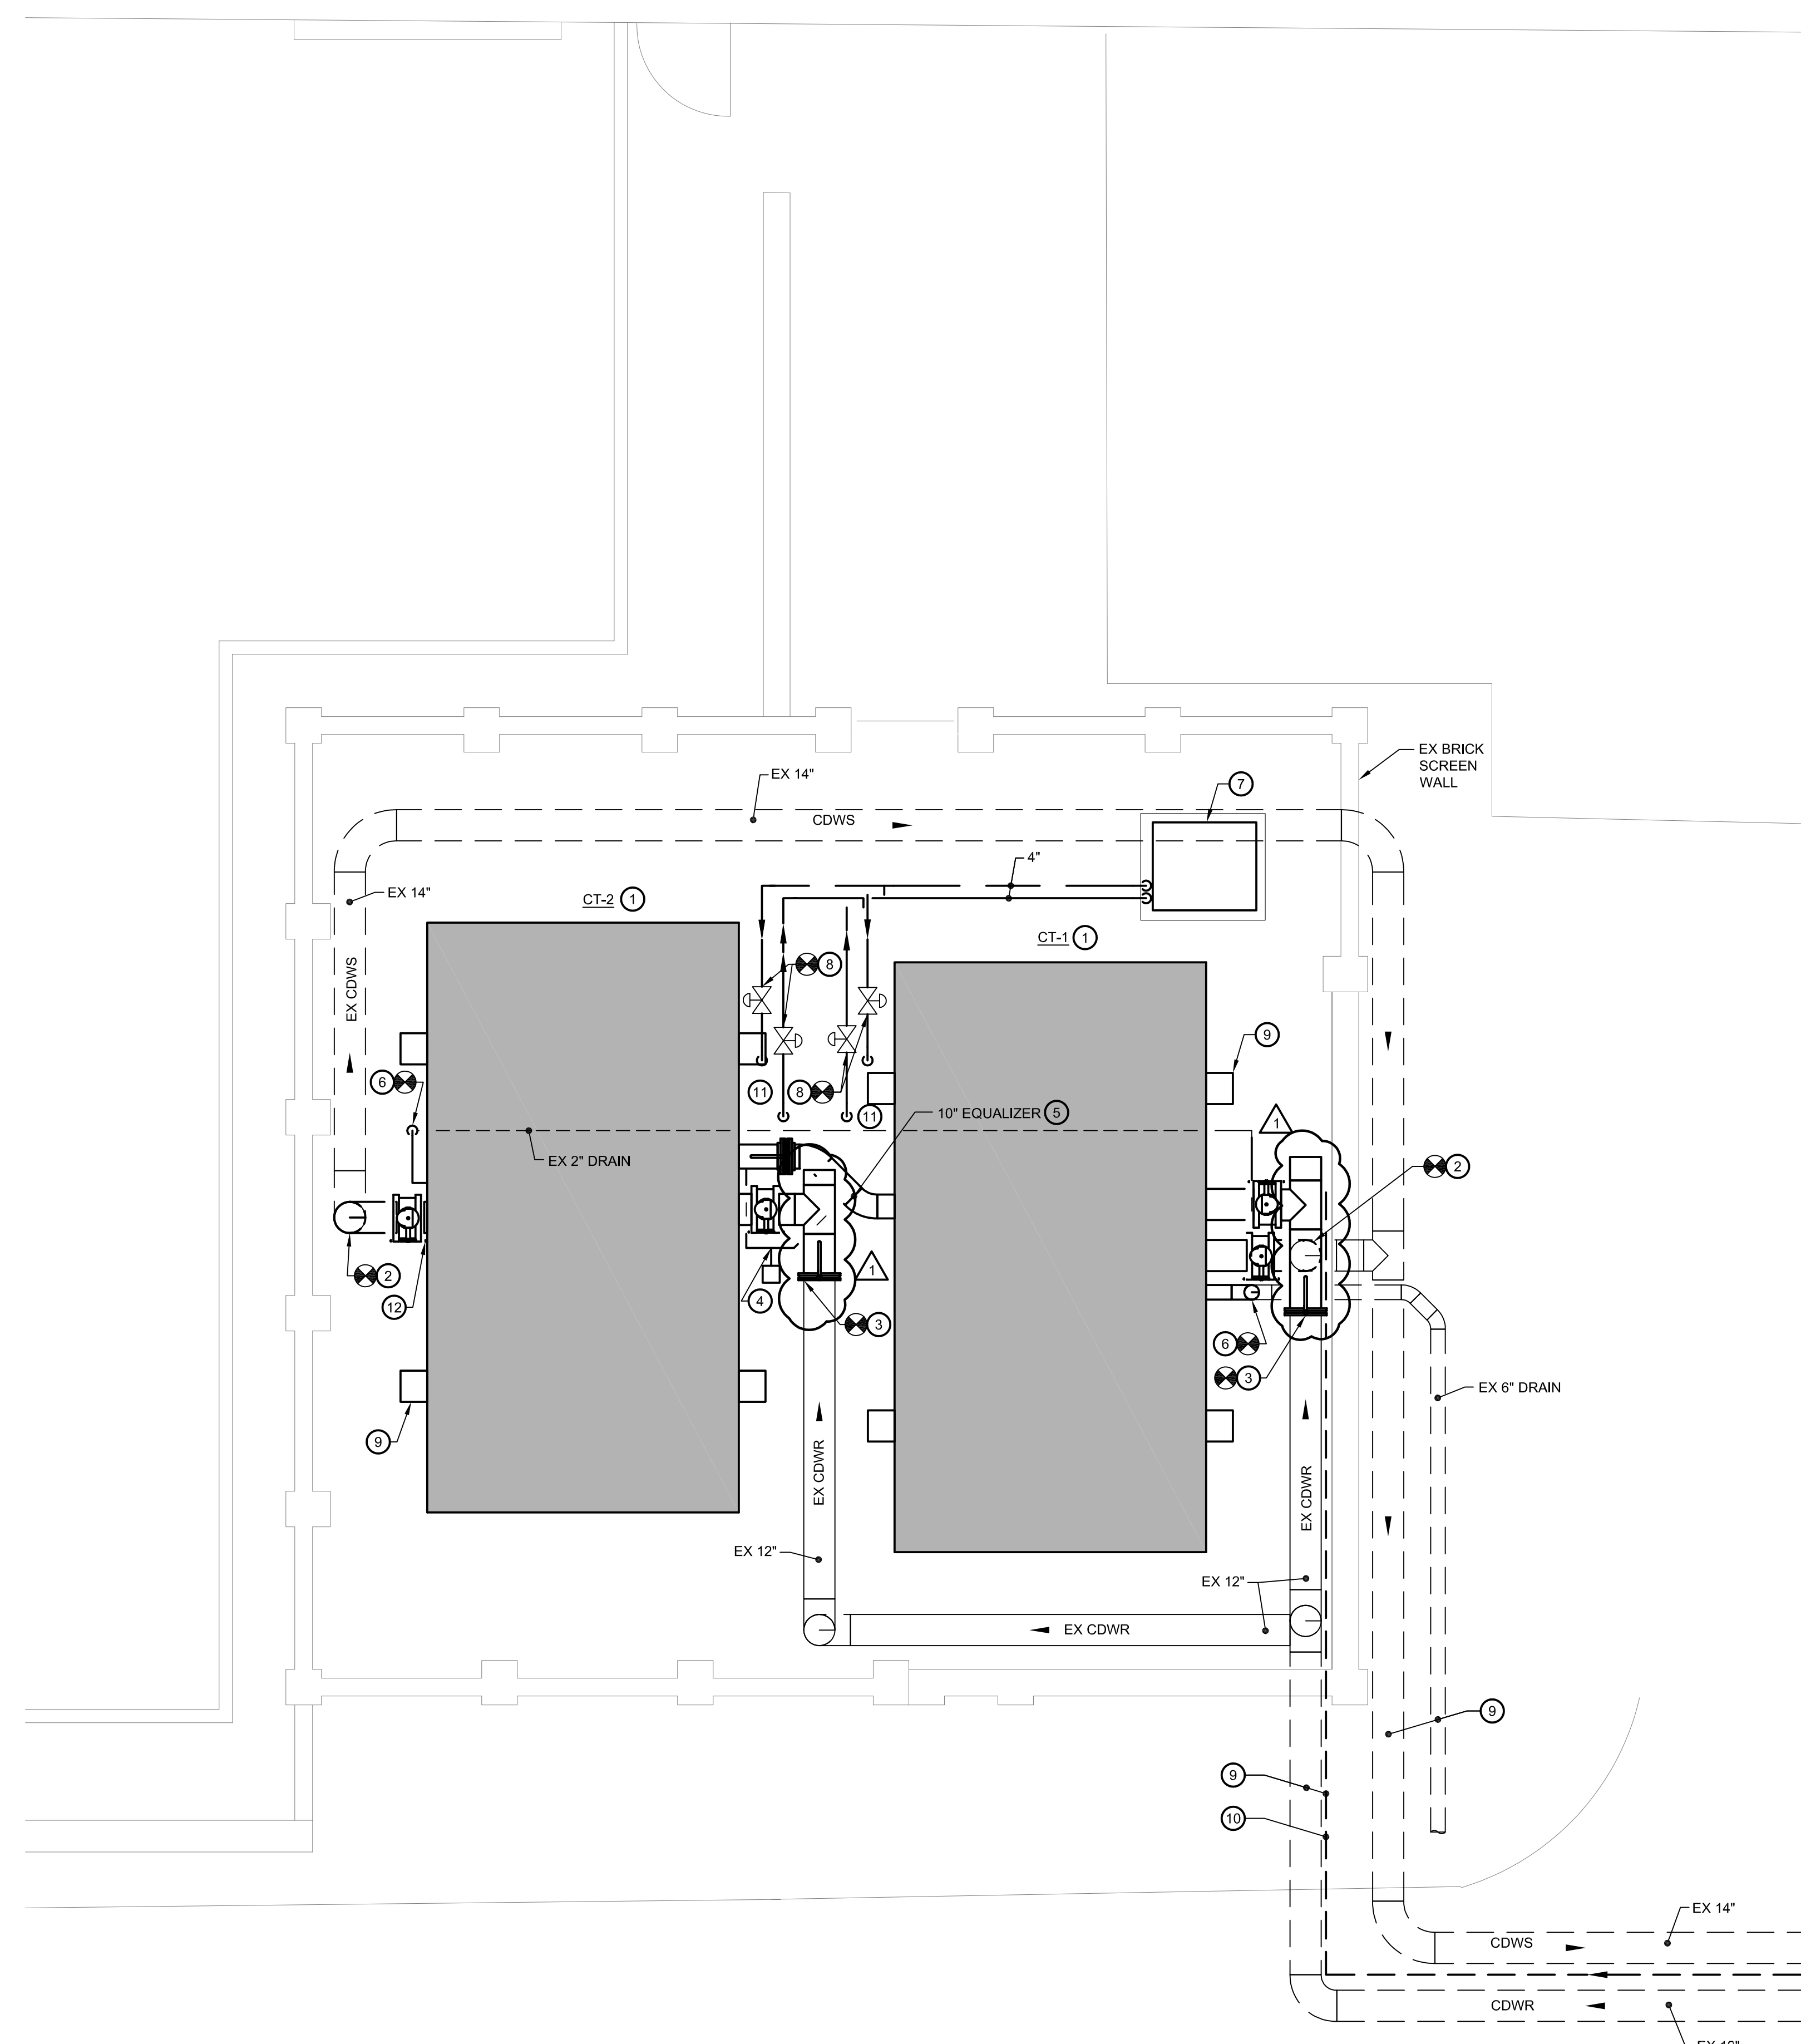 EX BRICK
SCREEN
WALL
EX 14"
7
CDWS
4"
EX 14"
CT-2 1
CT-1 1
8
EX CDWS
9
6
11
8
11
10" EQUALIZER 5
1
EX 2" DRAIN
2
2
1
12
4
3
6
3
EX 6" DRAIN
9
EX CDWR
EX CDWR
EX 12"
EX 12"
EX CDWR
9
9
10
EX 14"
CDWS
CDWR